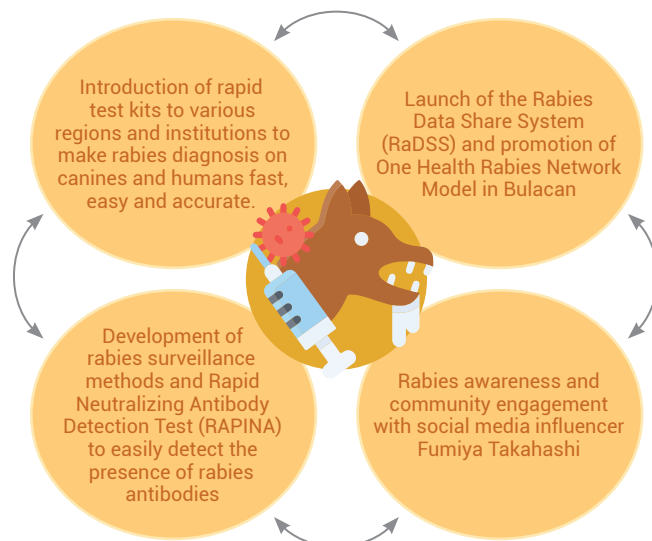 Introduction of rapid
test kits to various
regions and institutions to
make rabies diagnosis on
canines and humans fast,
easy and accurate.
Launch of the Rabies
Data Share System
(RaDSS) and promotion of
One Health Rabies Network
Model in Bulacan
Development of
rabies surveillance
methods and Rapid
Neutralizing Antibody
Detection Test (RAPINA)
to easily detect the
presence of rabies
antibodies
Rabies awareness and
community engagement
with social media influencer
Fumiya Takahashi